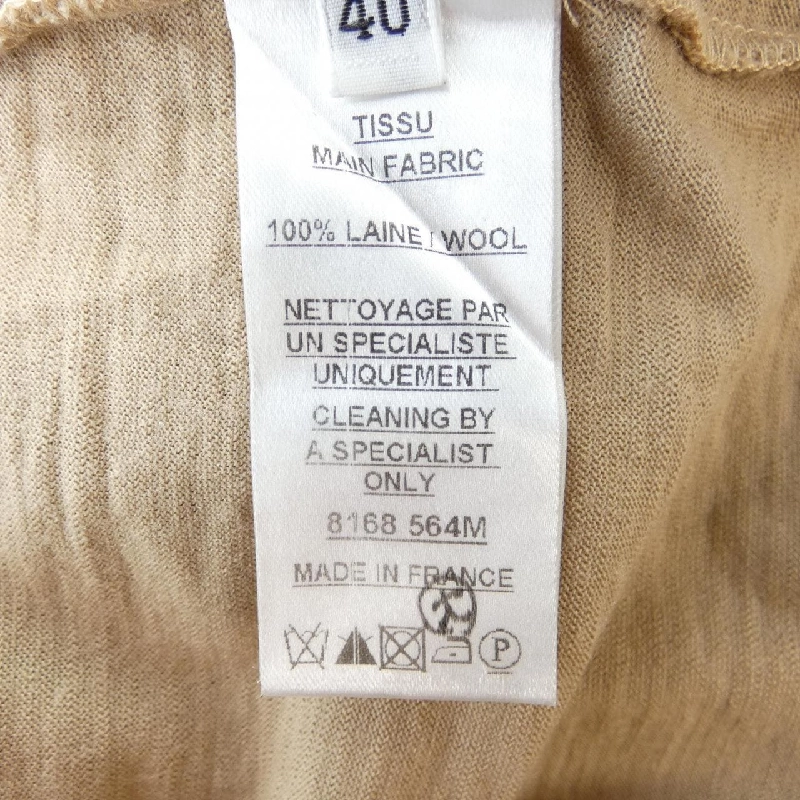 40
TISSU
MAIN FABRIC
100% LAINE / WOOL
NETTOYAGE PAR
UN SPECIALISTE
UNIQUEMENT
CLEANING BY
A SPECIALIST
ONLY
8168 564M
MADE IN FRANCE
P